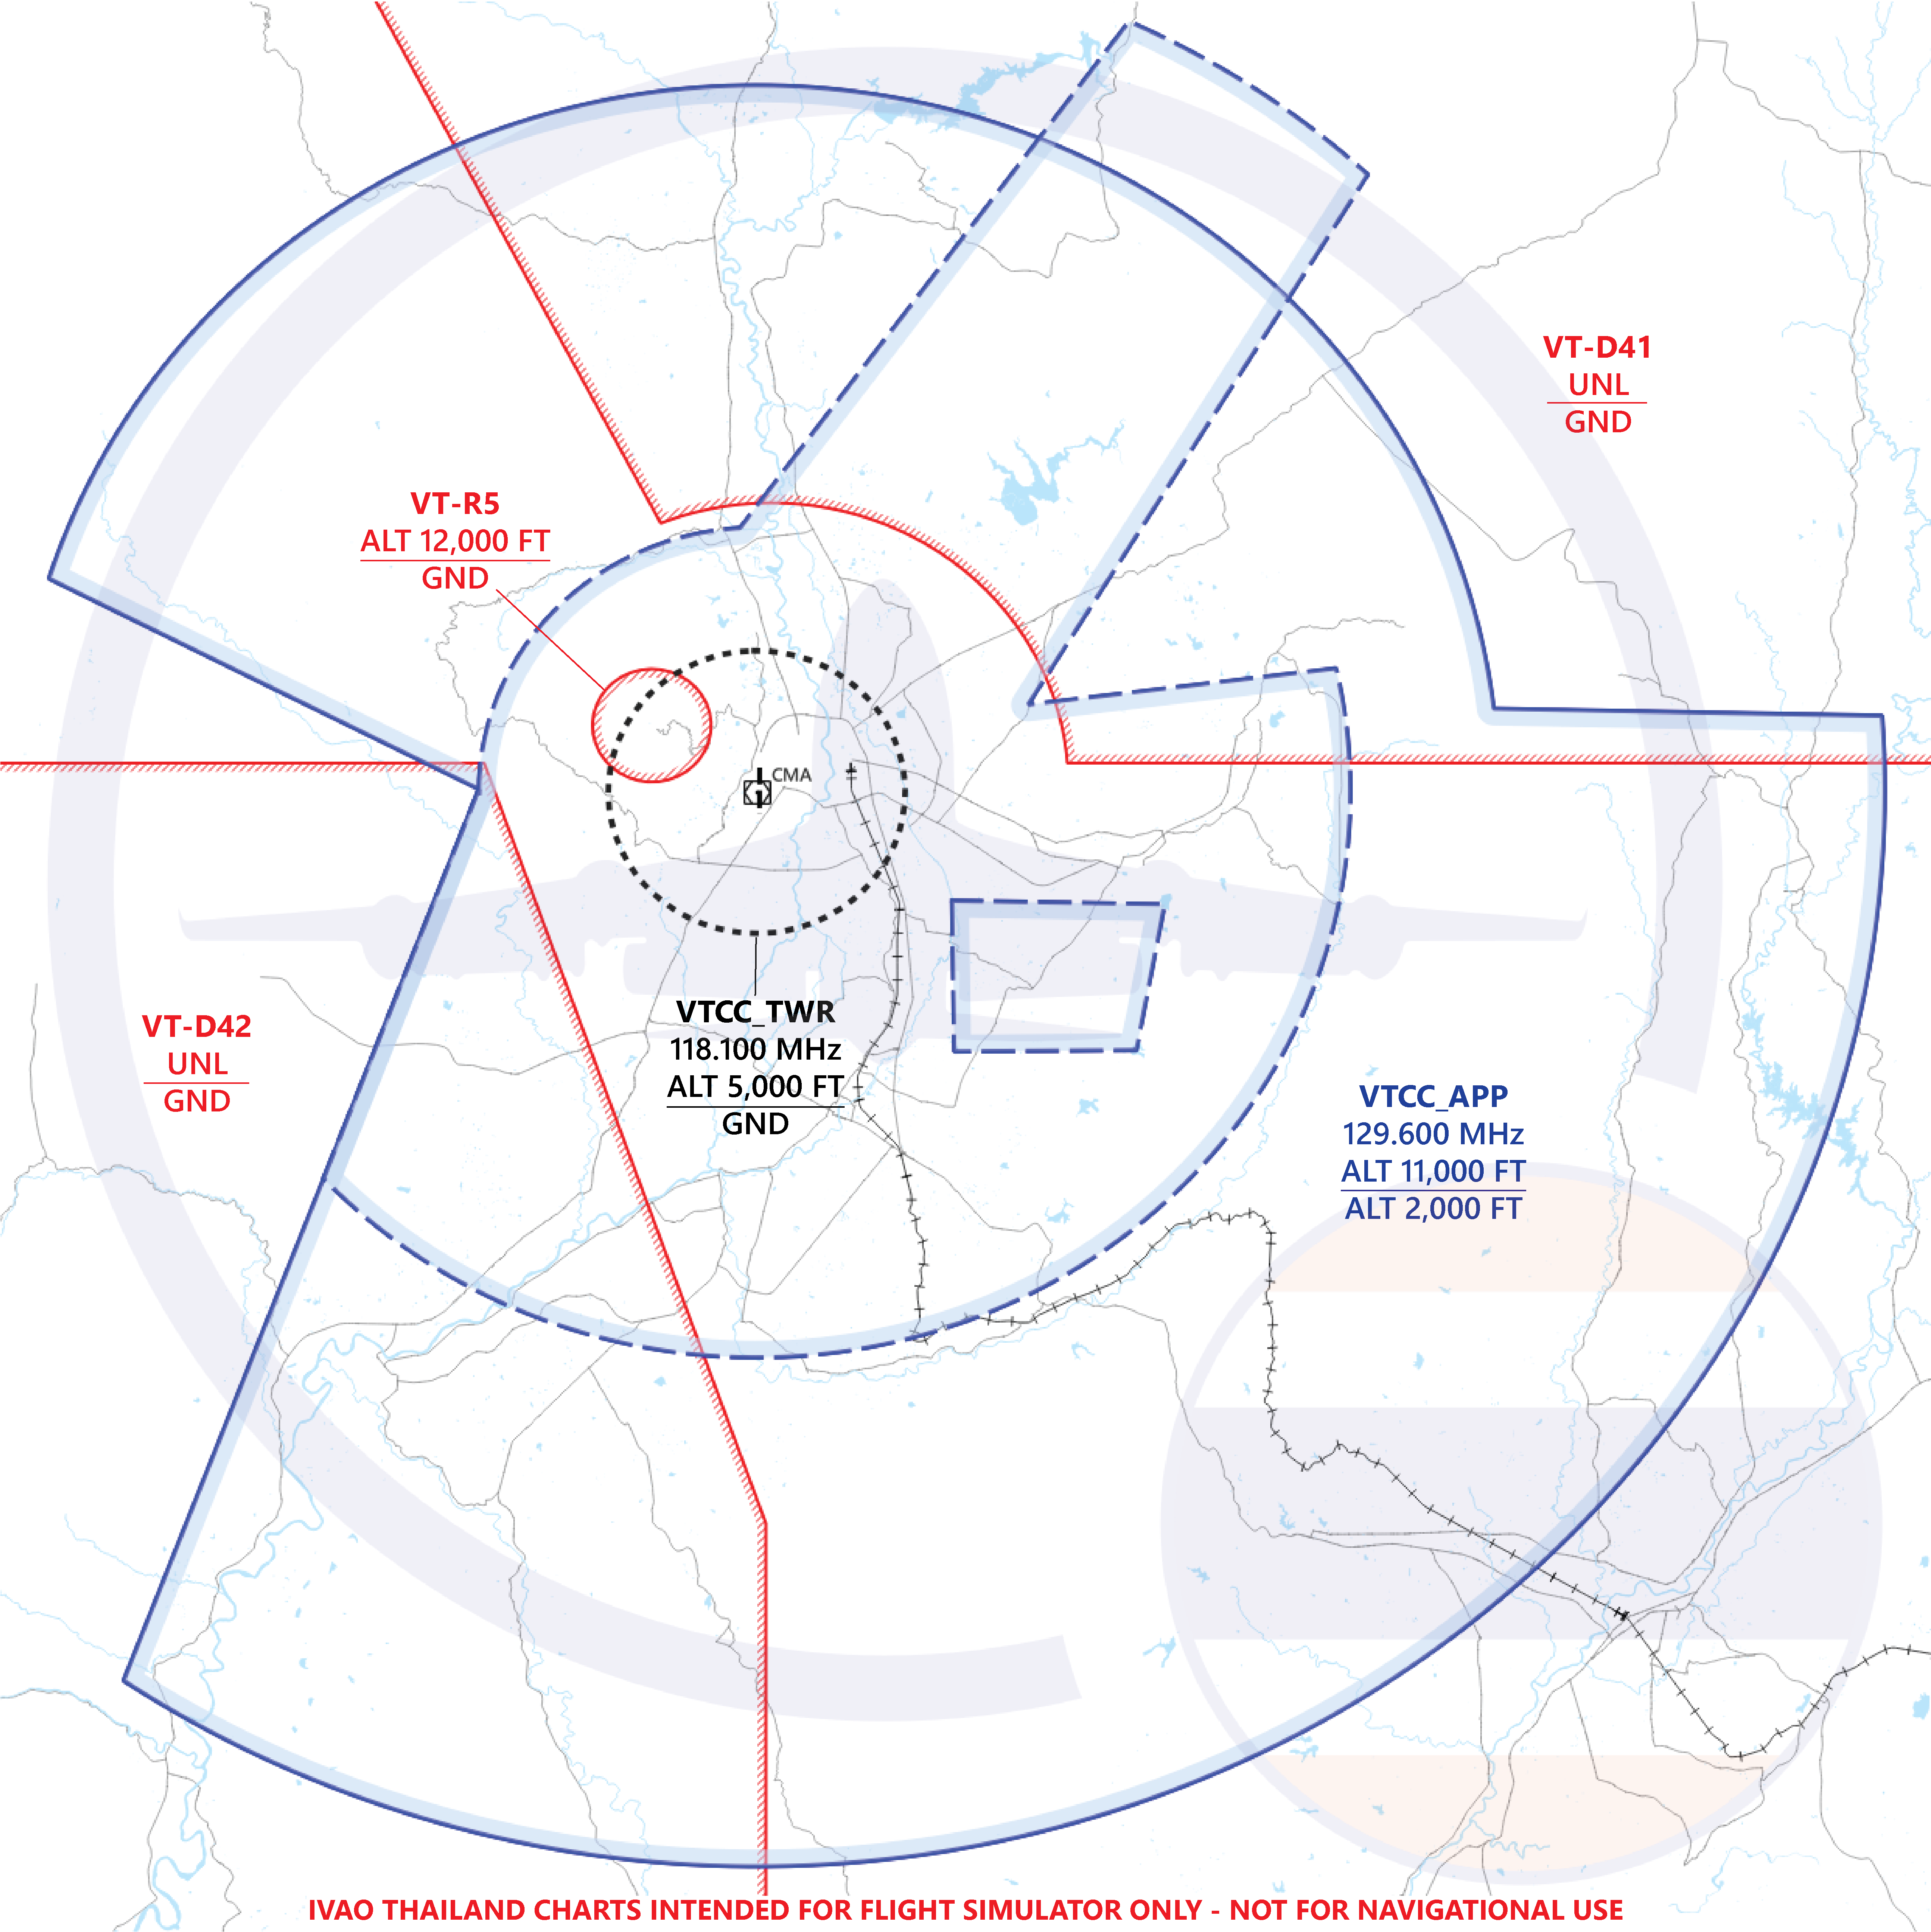 VT-D41
UNL
GND
VT-R5
ALT 12,000 FT
GND
CMA
VTCC_TWR
118.100 MHz
ALT 5,000 FT
GND
VT-D42
UNL
GND
VTCC_APP
129.600 MHz
ALT 11,000 FT
ALT 2,000 FT
IVAO THAILAND CHARTS INTENDED FOR FLIGHT SIMULATOR ONLY - NOT FOR NAVIGATIONAL USE